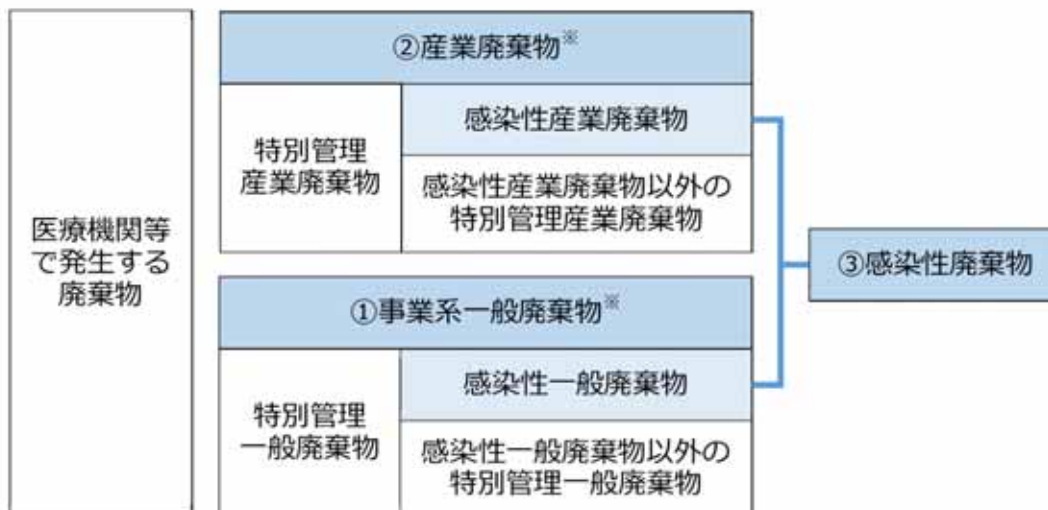 医療機関等
で発生する
廃棄物
②産業廃棄物※
特別管理
産業廃棄物
感染性産業廃棄物
感染性産業廃棄物以外の
特別管理産業廃棄物
①事業系一般廃棄物※
特別管理
一般廃棄物
感染性一般廃棄物
感染性一般廃棄物以外の
特別管理一般廃棄物
③感染性廃棄物